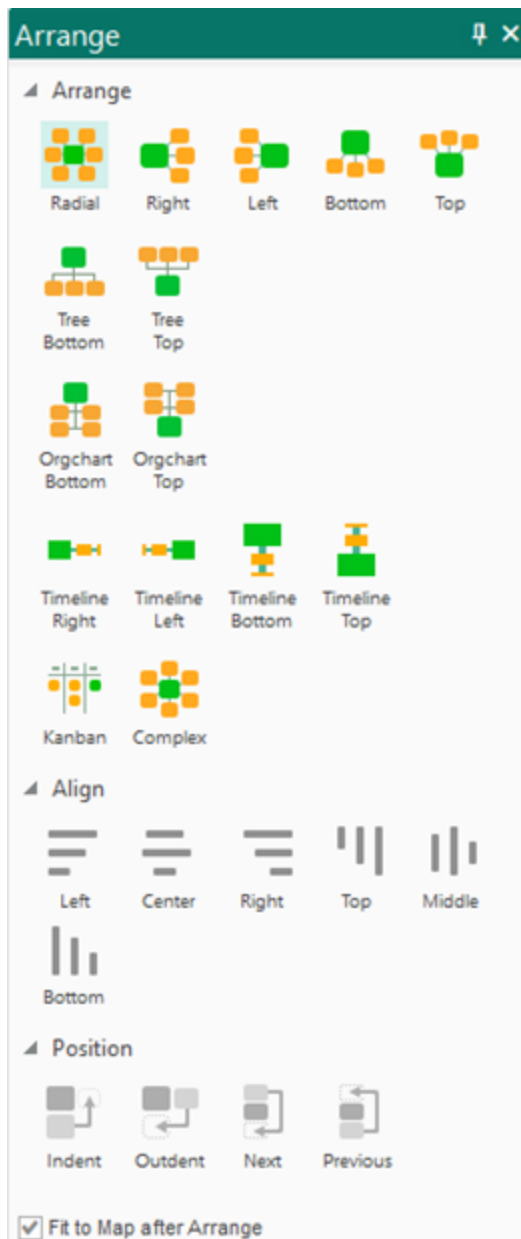 Arrange
Arrange
Radial Right Left Bottom Top
Tree Tree
Bottom Top
Orgchart Orgchart
Bottom Top
Timeline Timeline Timeline Timeline
Right Left Bottom Top
Kanban Complex
Align
Left Center Right Top Middle
Bottom
Position
Indent Outdent Next Previous
Fit to Map after Arrange